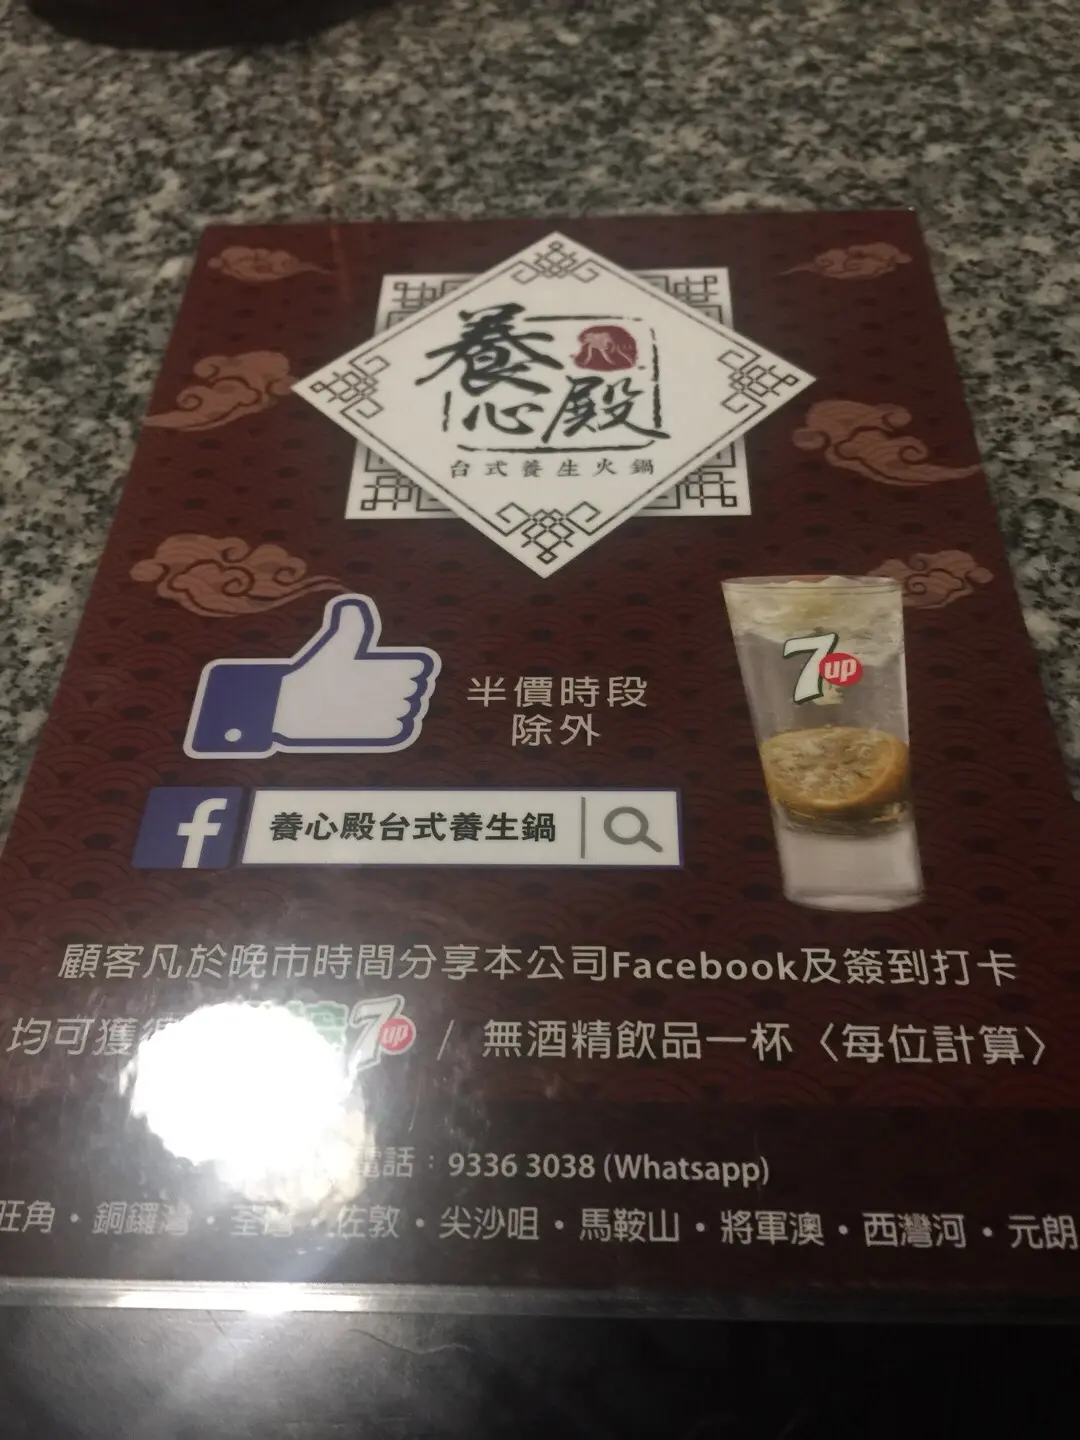 養心殿
養心
台式養生火鍋
半價時段
除外
7up
f 養心殿台式養生鍋
顧客凡於晚市時間分享本公司Facebook及簽到打卡
均可獲 7up / 無酒精飲品一杯〈每位計算〉
電話：9336 3038 (Whatsapp)
旺角・銅鑼灣・荃灣・佐敦・尖沙咀・馬鞍山・將軍澳・西灣河・元朗